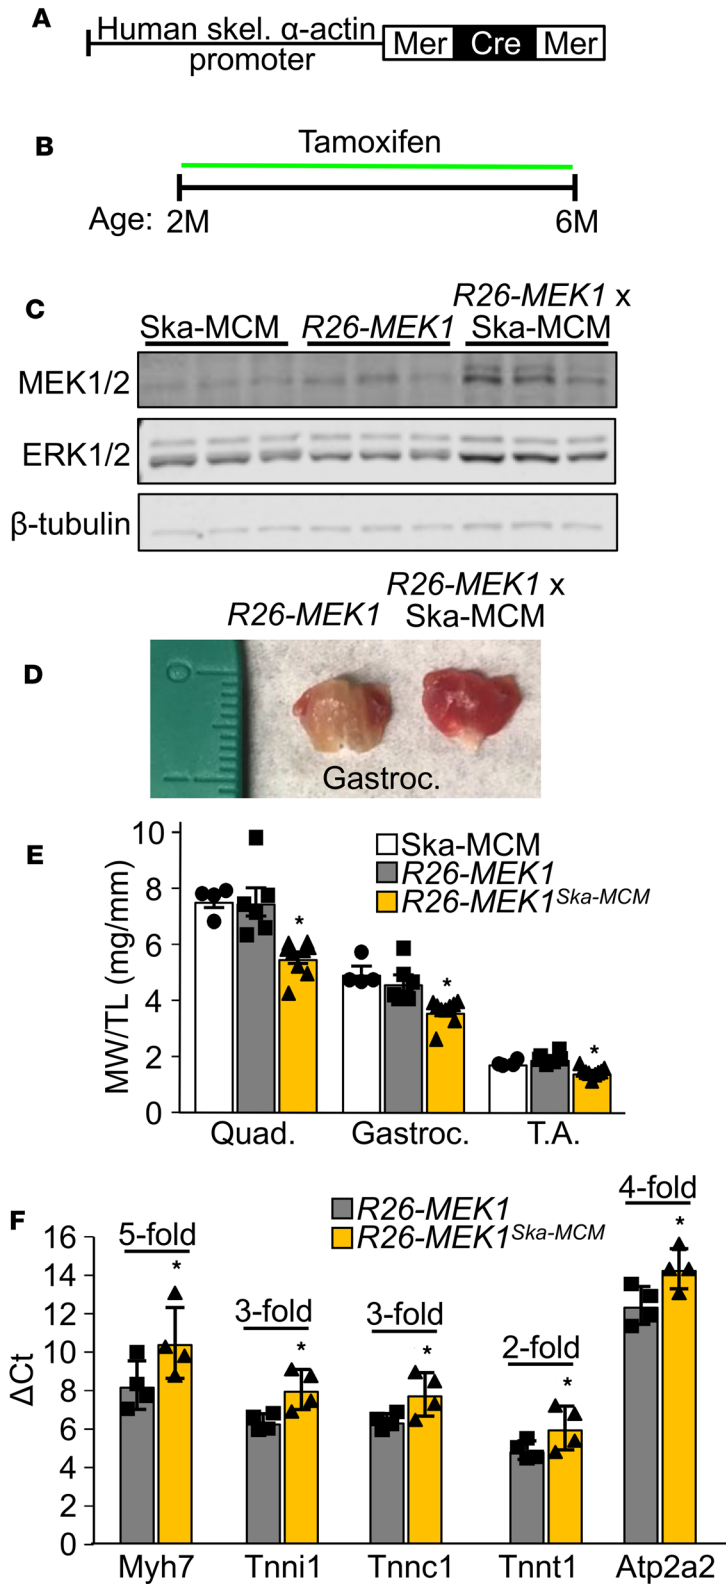 A
Human skel. α-actin
promoter
Mer Cre Mer
B
Tamoxifen
Age: 2M 6M
C
R26-MEK1 x
Ska-MCM R26-MEK1 Ska-MCM
MEK1/2
ERK1/2
β-tubulin
R26-MEK1 x
R26-MEK1 Ska-MCM
D
0
1
Gastroc.
E
MW/TL (mg/mm)
10
8
6
4
2
0
Ska-MCM
R26-MEK1
R26-MEK1Ska-MCM
*
*
*
Quad. Gastroc. T.A.
F
R26-MEK1
R26-MEK1Ska-MCM
ΔCt
16
14
12
10
8
6
4
2
0
5-fold
*
3-fold
*
3-fold
*
2-fold
*
4-fold
*
Myh7 Tnni1 Tnnc1 Tnnt1 Atp2a2